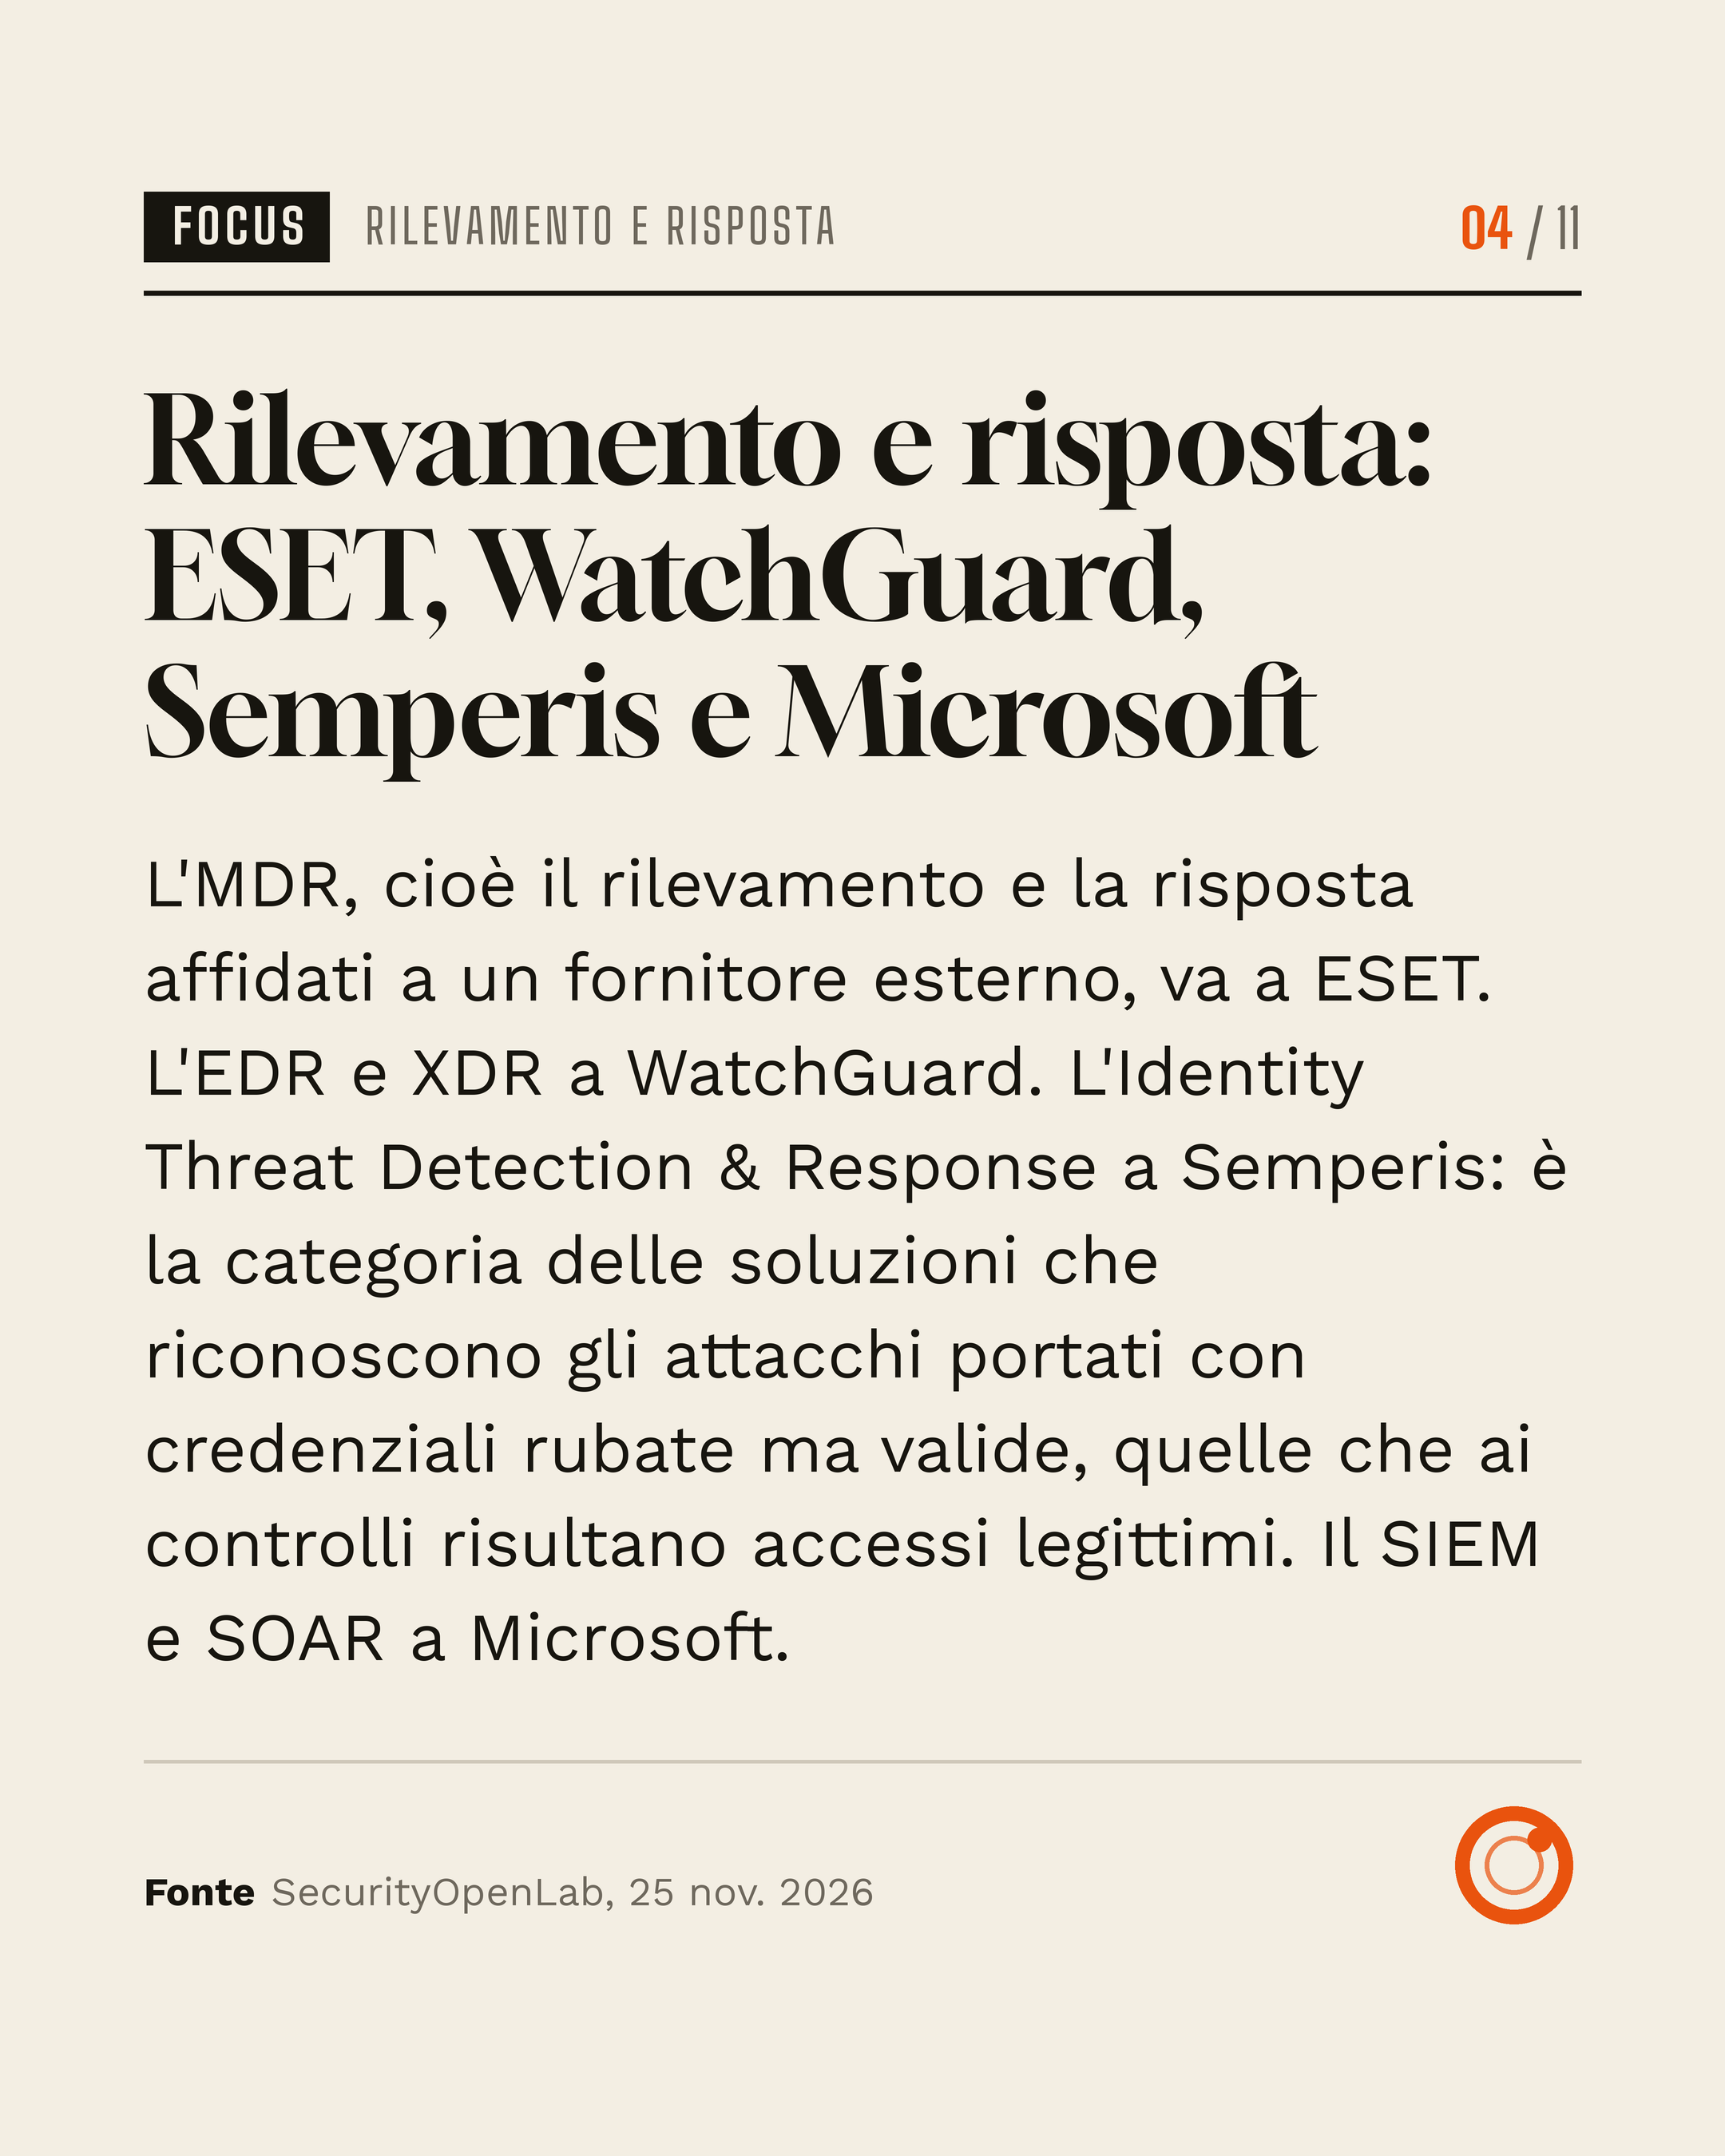 FOCUS RILEVAMENTO E RISPOSTA 04 / 11
Rilevamento e risposta:
ESET, WatchGuard,
Semperis e Microsoft
L'MDR, cioè il rilevamento e la risposta
affidati a un fornitore esterno, va a ESET.
L'EDR e XDR a WatchGuard. L'Identity
Threat Detection & Response a Semperis: è
la categoria delle soluzioni che
riconoscono gli attacchi portati con
credenziali rubate ma valide, quelle che ai
controlli risultano accessi legittimi. Il SIEM
e SOAR a Microsoft.
Fonte SecurityOpenLab, 25 nov. 2026